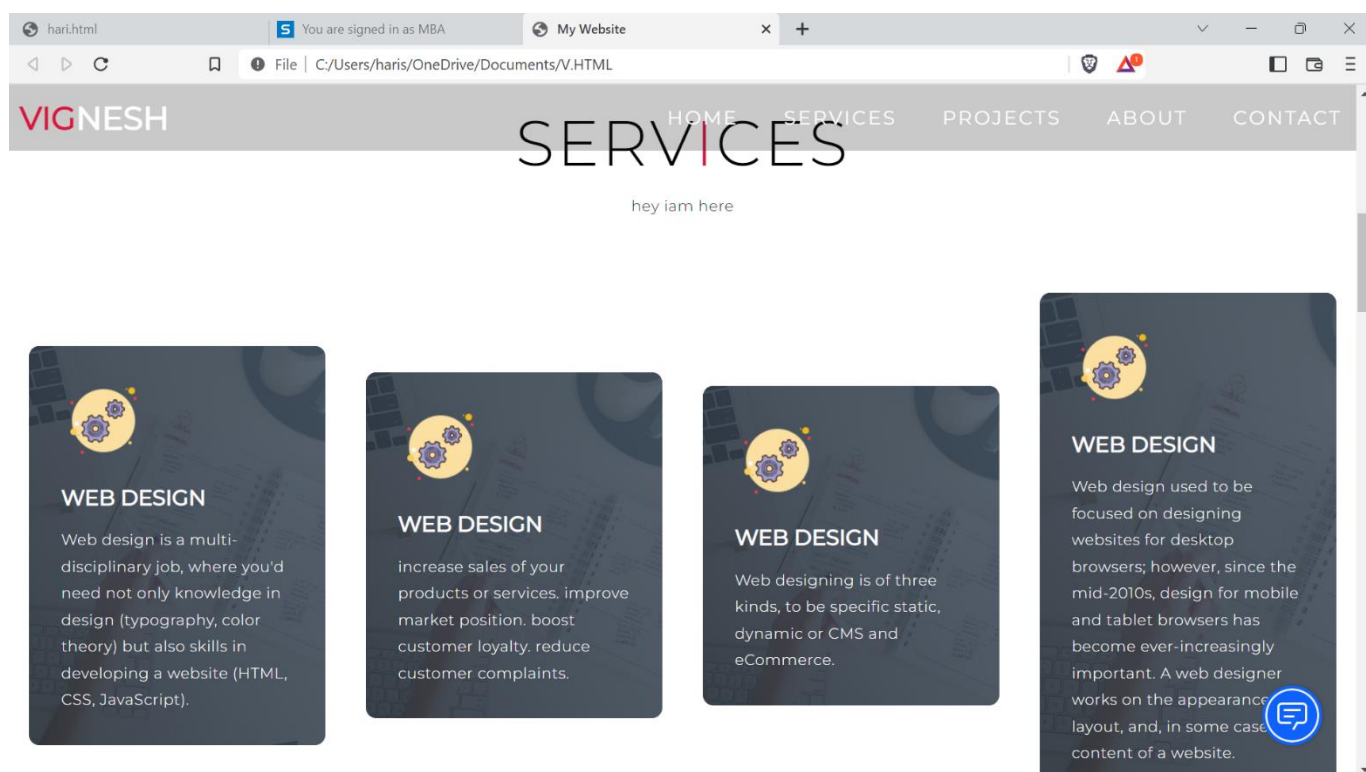 hari.html
S You are signed in as MBA
My Website
File | C:/Users/haris/OneDrive/Documents/V.HTML
1
VIGNESH
HOME SERVICES PROJECTS ABOUT CONTACT
SERVICES
hey iam here
WEB DESIGN
Web design is a multi-
disciplinary job, where you'd
need not only knowledge in
design (typography, color
theory) but also skills in
developing a website (HTML,
CSS, JavaScript).
WEB DESIGN
increase sales of your
products or services. improve
market position. boost
customer loyalty. reduce
customer complaints.
WEB DESIGN
Web designing is of three
kinds, to be specific static,
dynamic or CMS and
eCommerce.
WEB DESIGN
Web design used to be
focused on designing
websites for desktop
browsers; however, since the
mid-2010s, design for mobile
and tablet browsers has
become ever-increasingly
important. A web designer
works on the appearance
layout, and, in some case
content of a website.